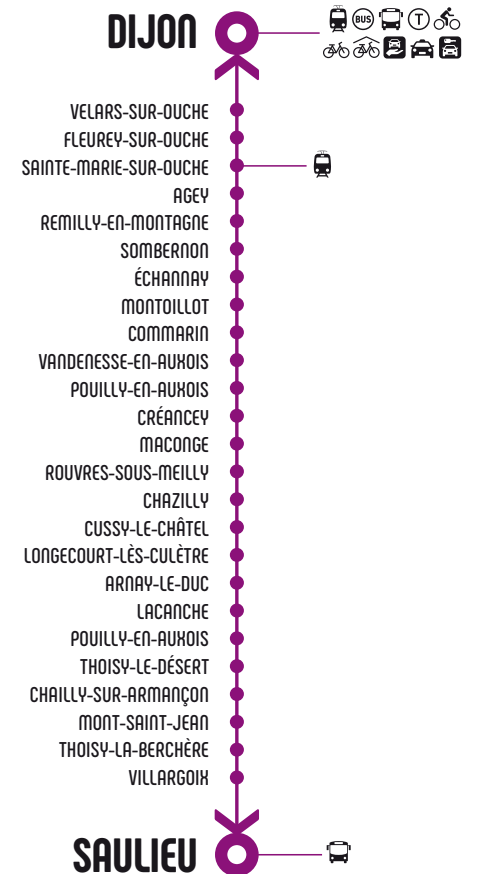 DIJON
BUS
T
VELARS-SUR-OUCHE
FLEUREY-SUR-OUCHE
SAINTE-MARIE-SUR-OUCHE
AGEY
REMILLY-EN-MONTAGNE
SOMBERNON
ÉCHANNAY
MONTOILLOT
COMMARIN
VANDENESSE-EN-AUXOIS
POUILLY-EN-AUXOIS
CRÉANCEY
MACONGE
ROUVRES-SOUS-MEILLY
CHAZILLY
CUSSY-LE-CHÂTEL
LONGECOURT-LÈS-CULÈTRE
ARNAY-LE-DUC
LACANCHE
POUILLY-EN-AUXOIS
THOISY-LE-DÉSERT
CHAILLY-SUR-ARMANÇON
MONT-SAINT-JEAN
THOISY-LA-BERCHÈRE
VILLARGOIX
SAULIEU